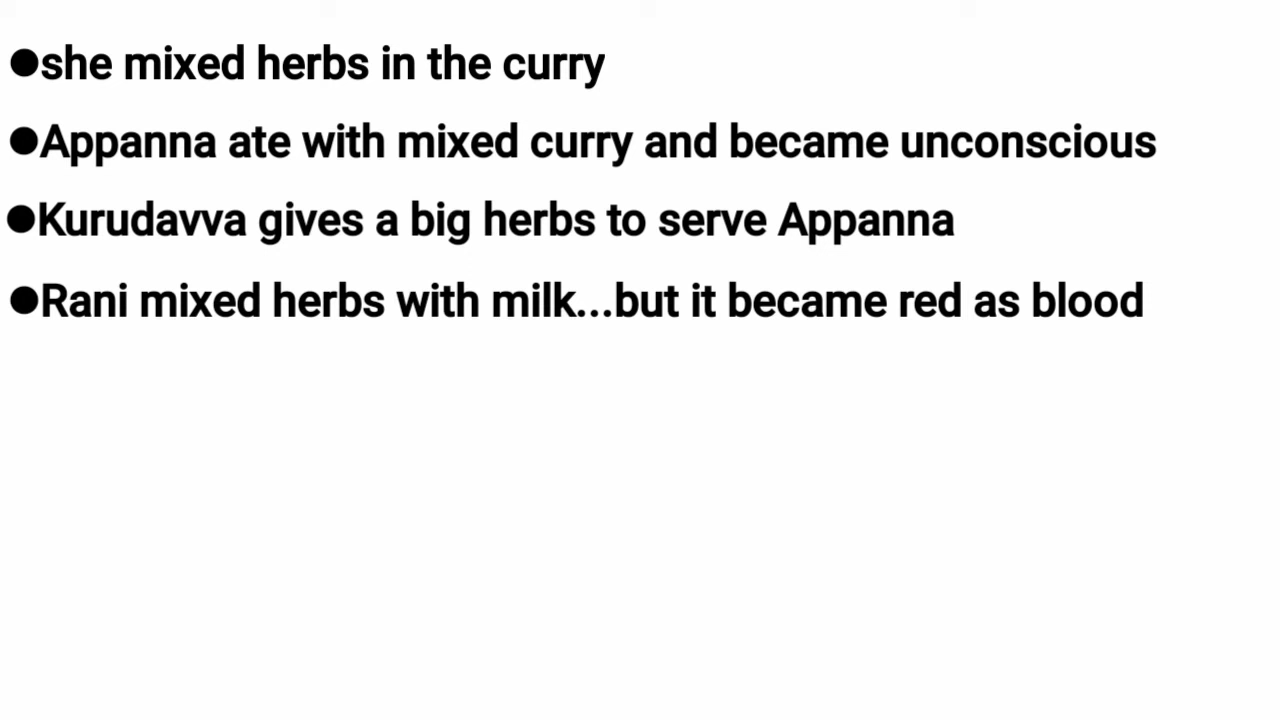 ●she mixed herbs in the curry
●Appanna ate with mixed curry and became unconscious
●Kurudavva gives a big herbs to serve Appanna
●Rani mixed herbs with milk...but it became red as blood